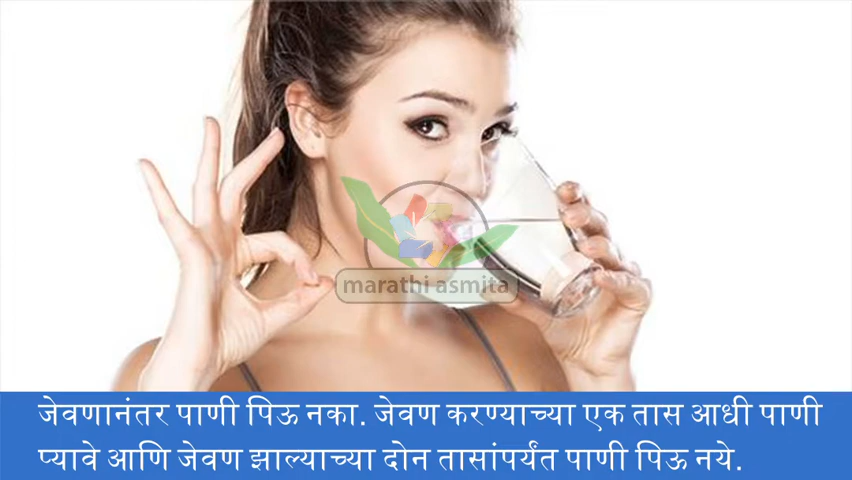 marathi asmita
जेवणानंतर पाणी पिऊ नका. जेवण करण्याच्या एक तास आधी पाणी
प्यावे आणि जेवण झाल्याच्या दोन तासांपर्यंत पाणी पिऊ नये.